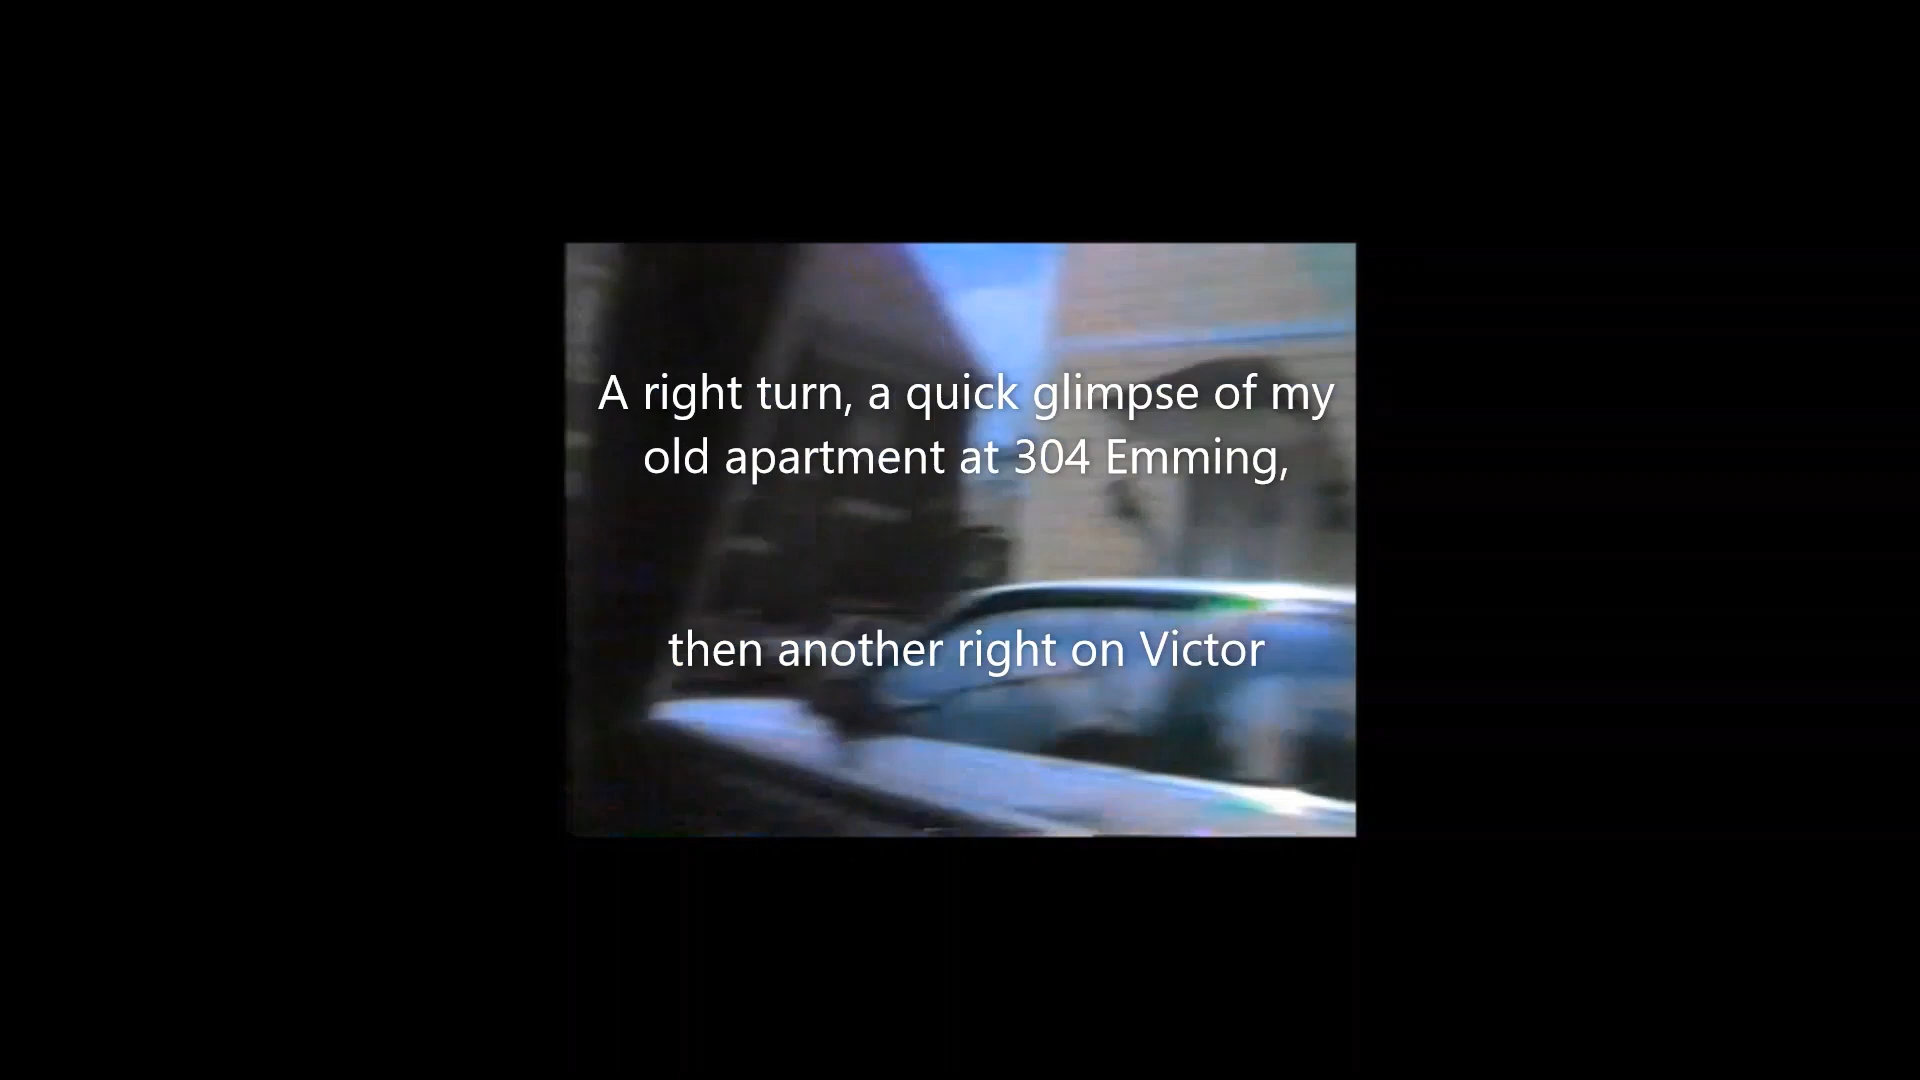 A right turn, a quick glimpse of my
old apartment at 304 Emming,
then another right on Victor